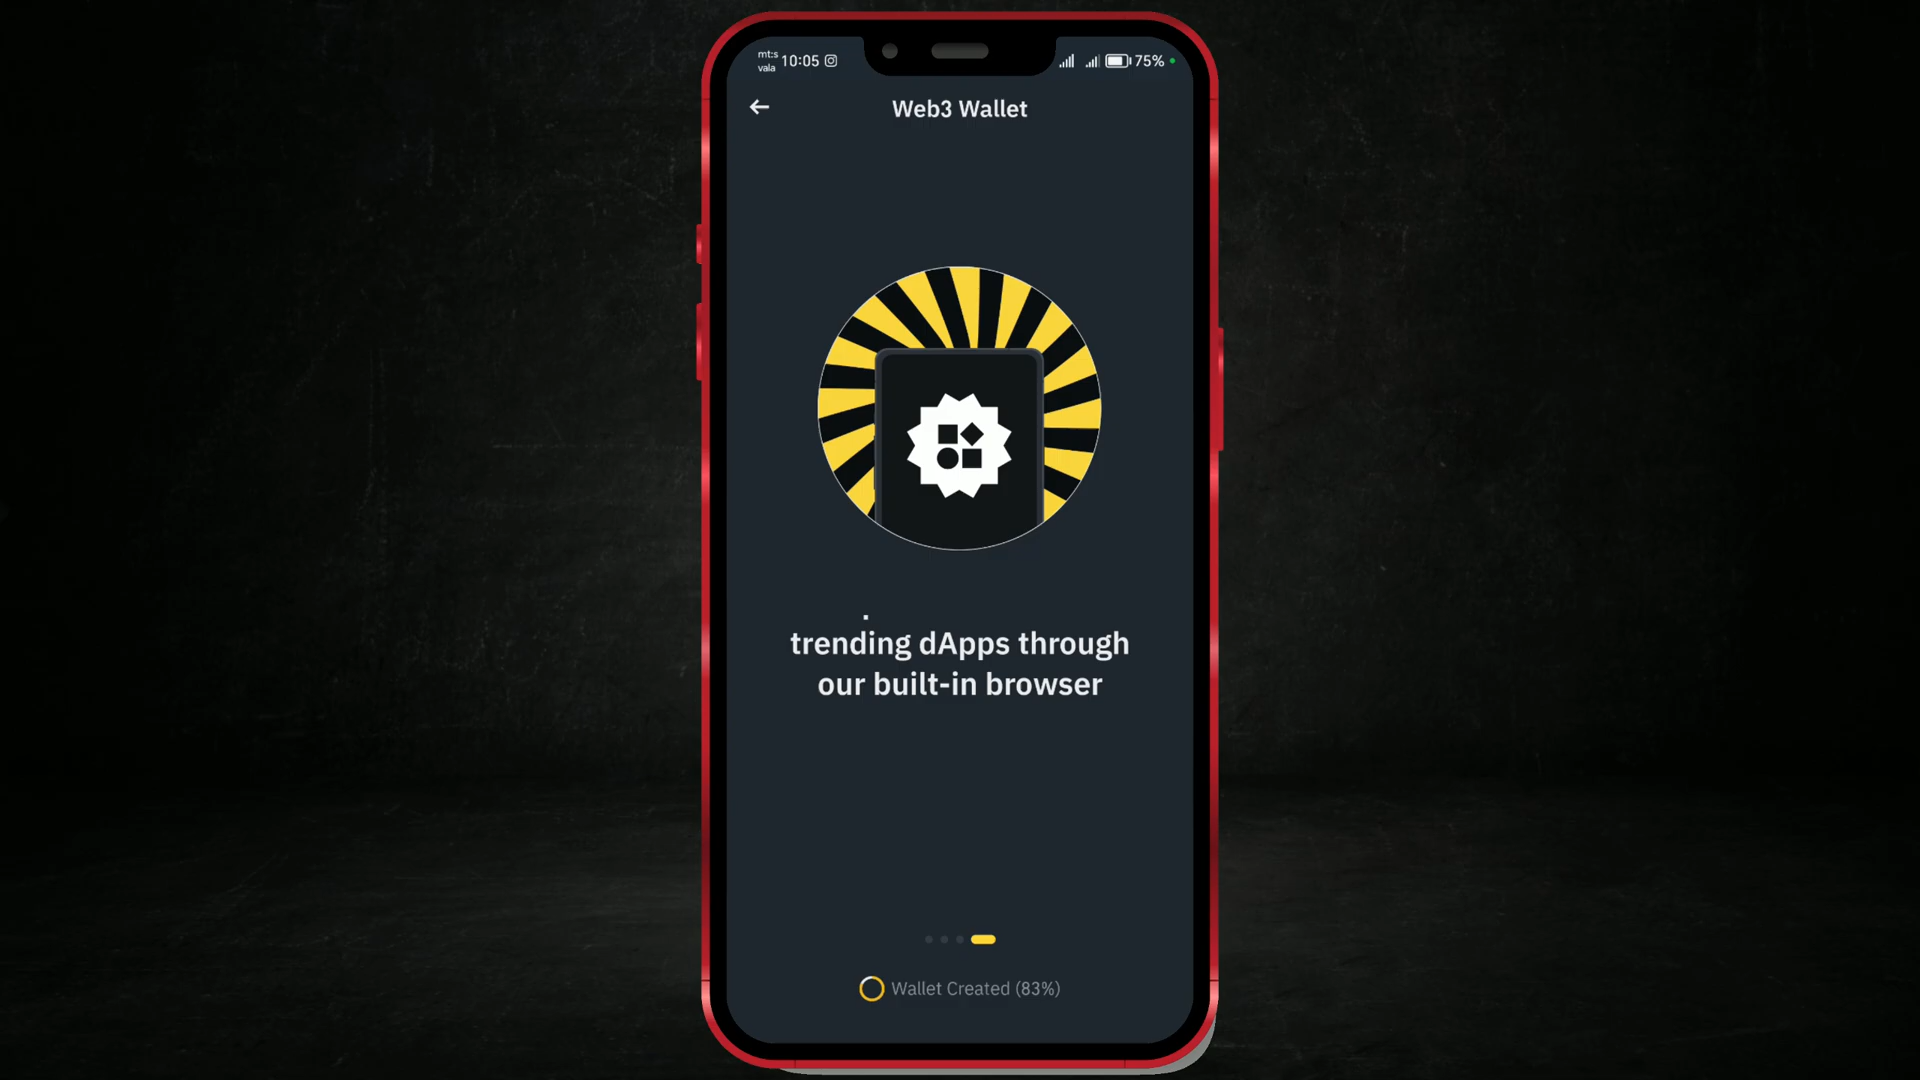 mt:s
vala
10:05
75%
Web3 Wallet
trending dApps through
our built-in browser
Wallet Created (83%)